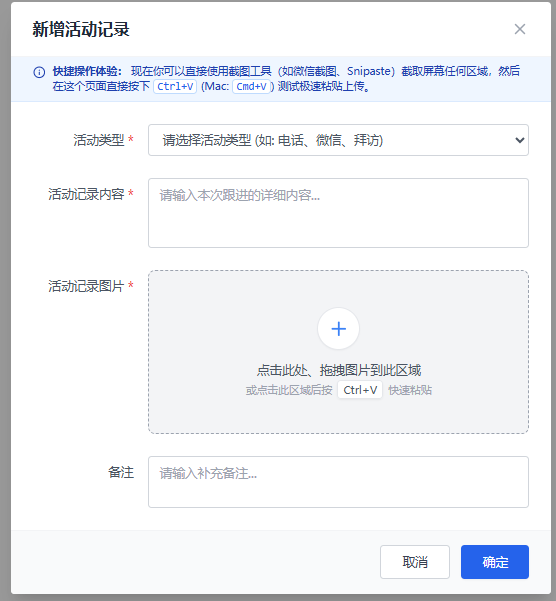 新增活动记录
快捷操作体验： 现在你可以直接使用截图工具（如微信截图、Snipaste）截取屏幕任何区域，然后
在这个页面直接按下 Ctrl+V (Mac: Cmd+V) 测试极速粘贴上传。
活动类型 *
请选择活动类型 (如: 电话、微信、拜访)
活动记录内容 *
请输入本次跟进的详细内容...
活动记录图片 *
点击此处、拖拽图片到此区域
或点击此区域后按 Ctrl+V 快速粘贴
备注
请输入补充备注...
取消
确定